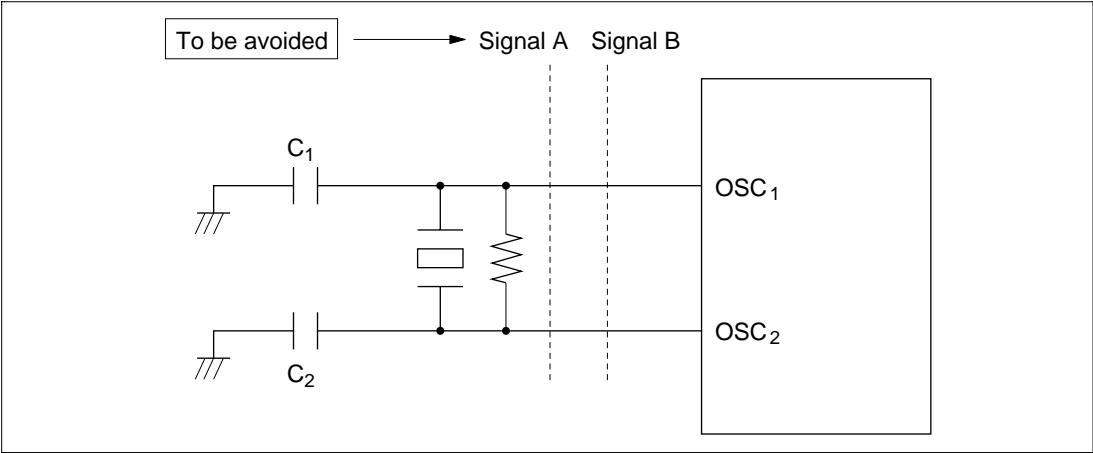 To be avoided Signal A Signal B
C1
OSC1
OSC2
C2